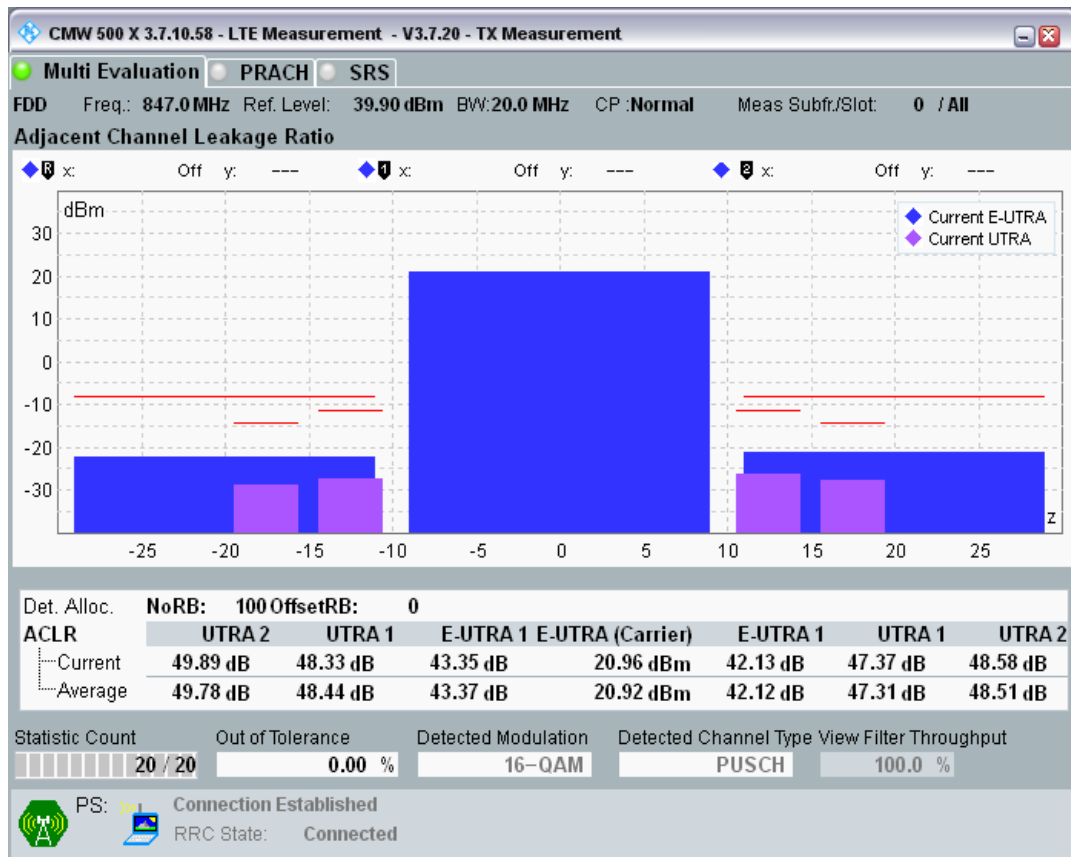 CMW 500 X 3.7.10.58 - LTE Measurement - V3.7.20 - TX Measurement
Multi Evaluation PRACH SRS
FDD Freq.: 847.0 MHz Ref. Level: 39.90 dBm BW:20.0 MHz CP :Normal Meas Subfr./Slot: 0 / All
Adjacent Channel Leakage Ratio
R x: Off y: --- 1 x: Off y: --- 2 x: Off y: ---
dBm
Current E-UTRA
Current UTRA
30
20
10
0
-10
-20
-30
z
-25 -20 -15 -10 -5 0 5 10 15 20 25
Det. Alloc. NoRB: 100 OffsetRB: 0
ACLR UTRA 2 UTRA 1 E-UTRA 1 E-UTRA (Carrier) E-UTRA 1 UTRA 1 UTRA 2
Current 49.89 dB 48.33 dB 43.35 dB 20.96 dBm 42.13 dB 47.37 dB 48.58 dB
Average 49.78 dB 48.44 dB 43.37 dB 20.92 dBm 42.12 dB 47.31 dB 48.51 dB
Statistic Count Out of Tolerance Detected Modulation Detected Channel Type View Filter Throughput
20 / 20 0.00 % 16-QAM PUSCH 100.0 %
PS: Connection Established
RRC State: Connected